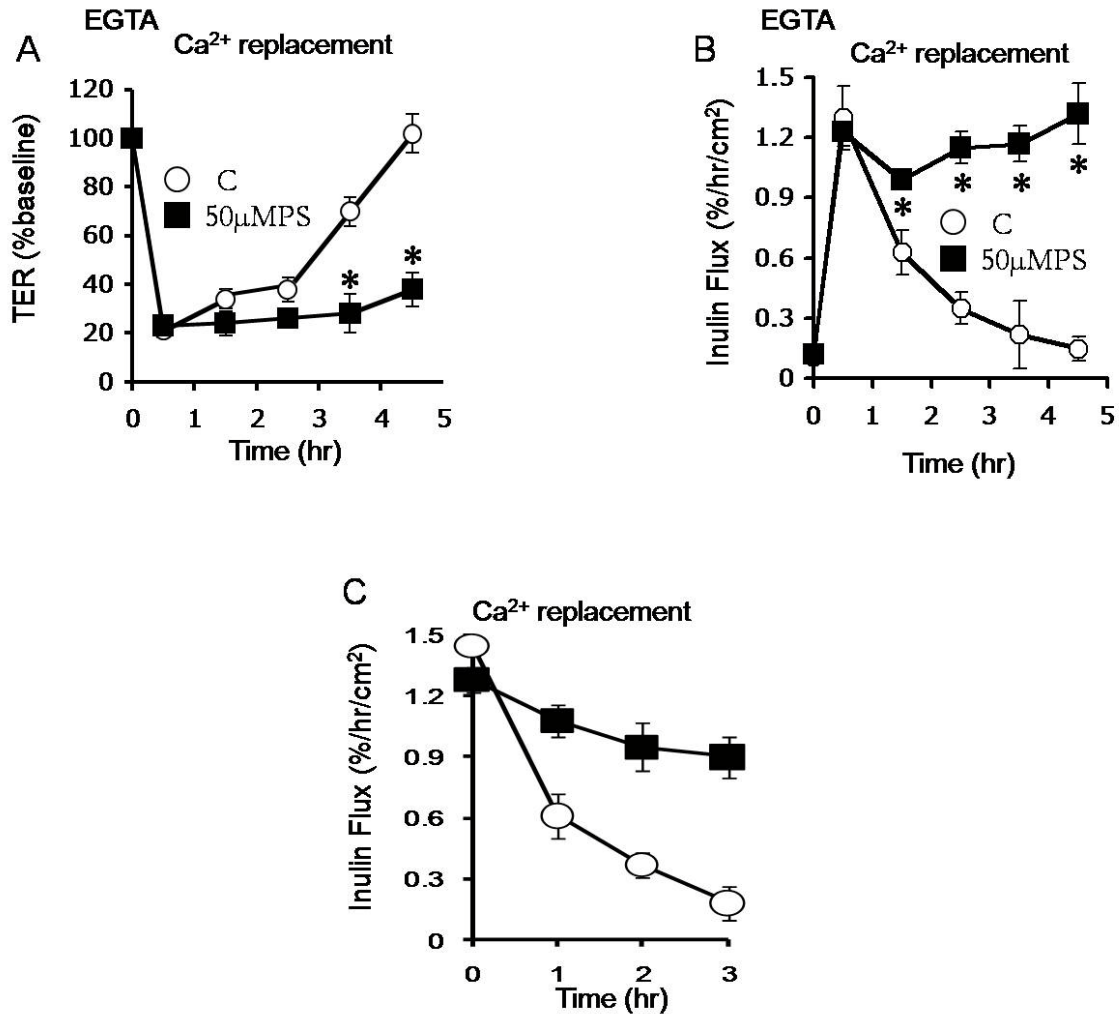 A
EGTA
Ca²⁺ replacement
TER (%baseline)
120
100
80
60
40
20
0
C
50μMPS
*
*
0 1 2 3 4 5
Time (hr)
B
EGTA
Ca²⁺ replacement
Inulin Flux (%/hr/cm²)
1.5
1.2
0.9
0.6
0.3
0
*
*
*
*
C
50μMPS
0 1 2 3 4 5
Time (hr)
C
Ca²⁺ replacement
Inulin Flux (%/hr/cm²)
1.5
1.2
0.9
0.6
0.3
0
0 1 2 3
Time (hr)